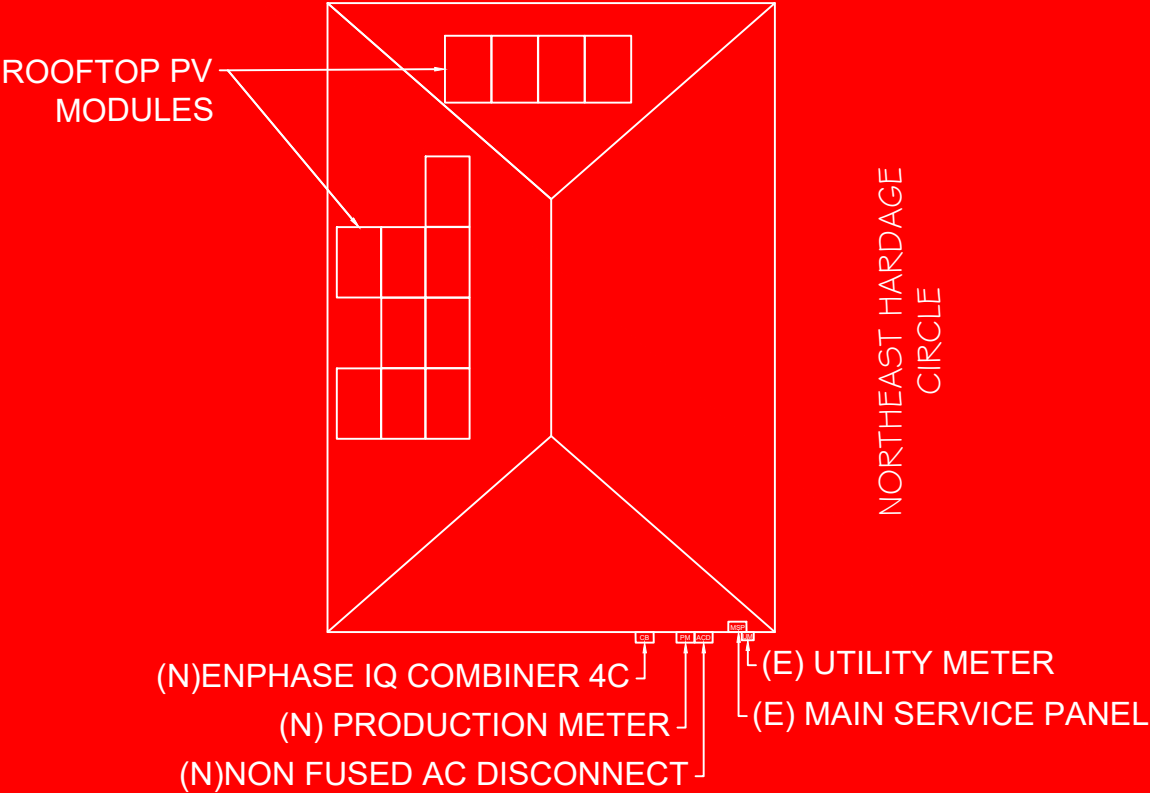 ROOFTOP PV
MODULES
NORTHEAST HARDAGE
CIRCLE
CB
PM
ACD
MSP
UM
(N)ENPHASE IQ COMBINER 4C
(E) UTILITY METER
(N) PRODUCTION METER
(E) MAIN SERVICE PANEL
(N)NON FUSED AC DISCONNECT